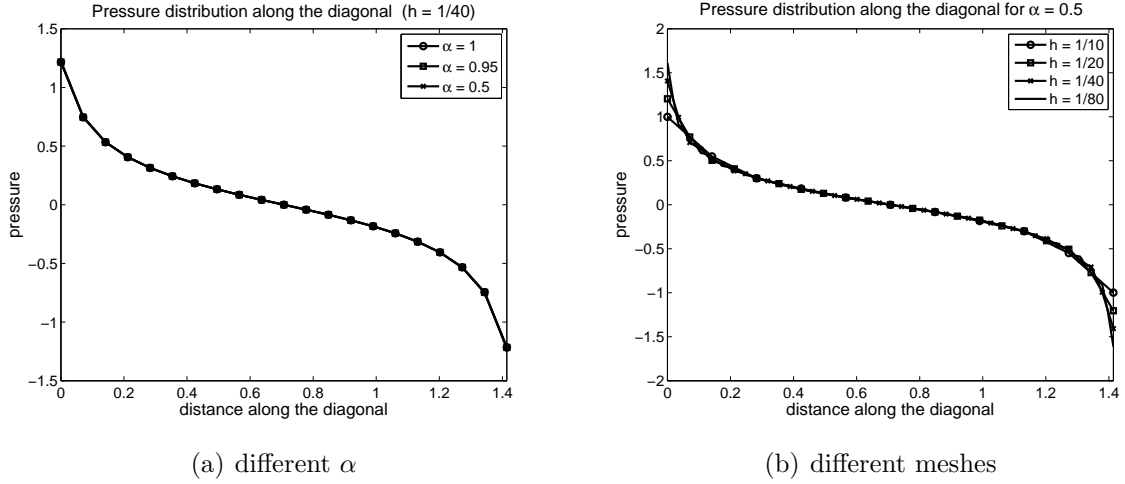 Pressure distribution along the diagonal (h = 1/40)
1.5
1
0.5
0
−0.5
−1
−1.5
0 0.2 0.4 0.6 0.8 1 1.2 1.4
pressure
distance along the diagonal
α = 1
α = 0.95
α = 0.5
(a) different α
Pressure distribution along the diagonal for α = 0.5
2
1.5
1
0.5
0
−0.5
−1
−1.5
−2
0 0.2 0.4 0.6 0.8 1 1.2 1.4
pressure
distance along the diagonal
h = 1/10
h = 1/20
h = 1/40
h = 1/80
(b) different meshes